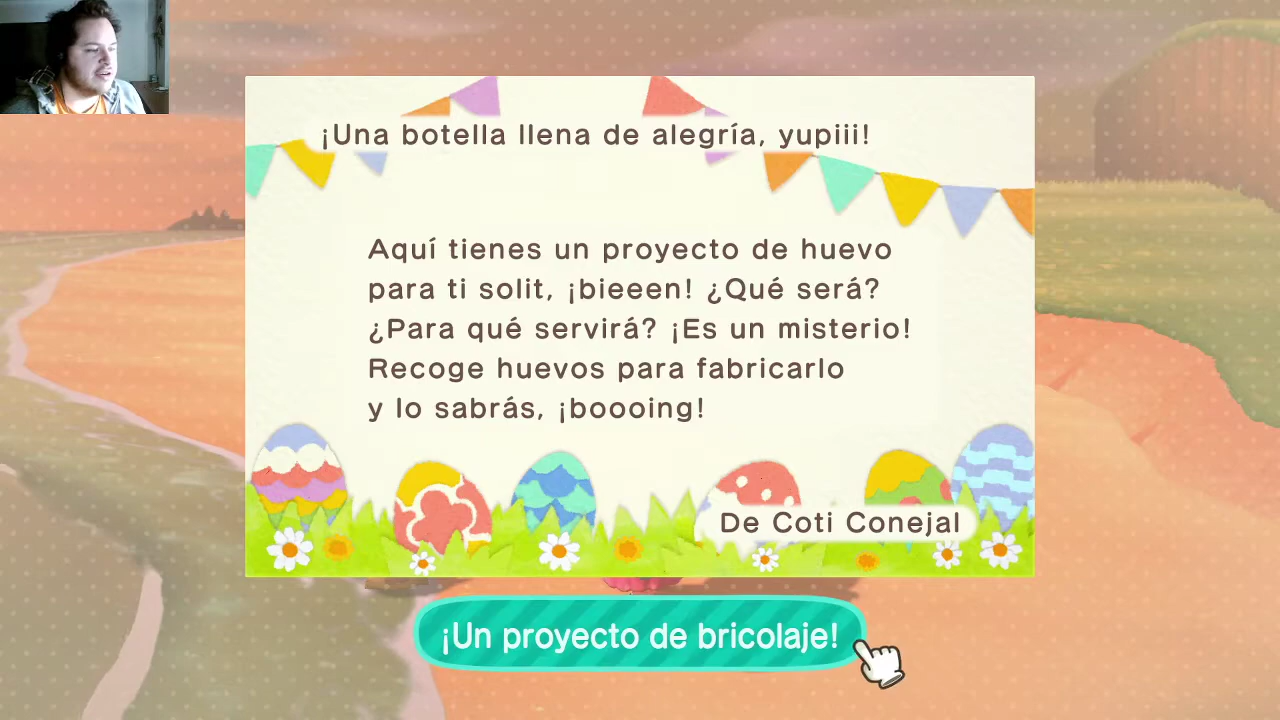 ¡Una botella llena de alegría, yupiii!
Aquí tienes un proyecto de huevo
para ti solit, ¡bieeen! ¿Qué será?
¿Para qué servirá? ¡Es un misterio!
Recoge huevos para fabricarlo
y lo sabrás, ¡boooing!
De Coti Conejal
¡Un proyecto de bricolaje!